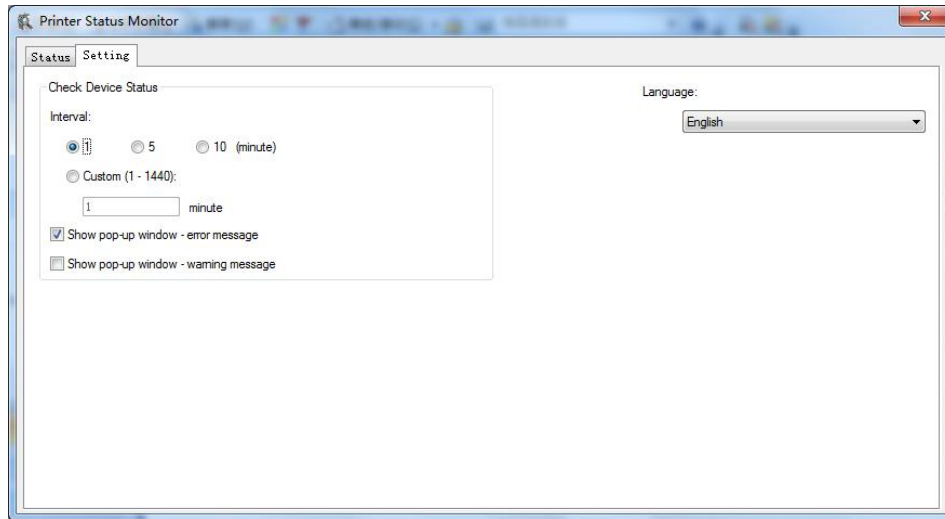 Printer Status Monitor
Status Setting
Check Device Status
Language:
Interval:
English
1 5 10 (minute)
Custom (1 - 1440):
1 minute
Show pop-up window - error message
Show pop-up window - warning message